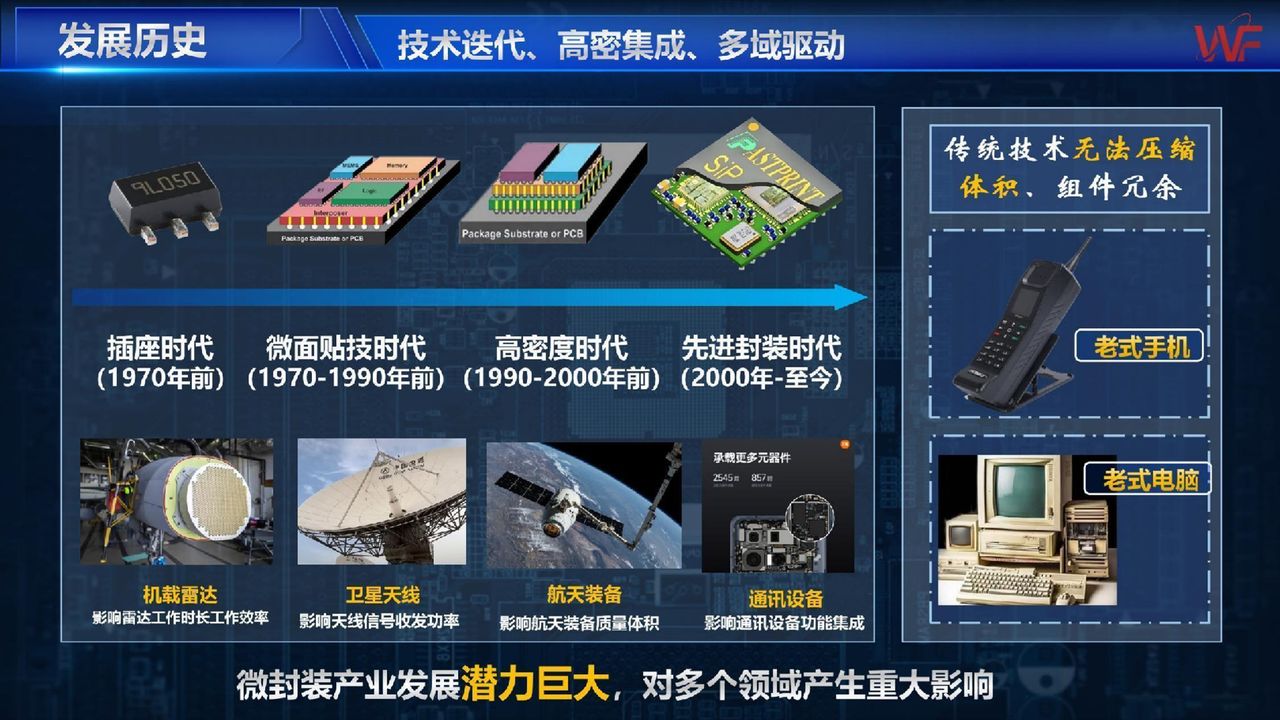 发展历史
技术迭代、高密集成、多域驱动
WF
9L050
MEMS
Memory
RF
Logic
Interposer
Package Substrate or PCB
Package Substrate or PCB
FASTPRINT
SiP
插座时代
(1970年前)
微面贴技时代
(1970-1990年前)
高密度时代
(1990-2000年前)
先进封装时代
(2000年-至今)
承载更多元器件
2545
857
机载雷达
影响雷达工作时长工作效率
卫星天线
影响天线信号收发功率
航天装备
影响航天装备质量体积
通讯设备
影响通讯设备功能集成
传统技术无法压缩
体积、组件冗余
老式手机
老式电脑
微封装产业发展潜力巨大，对多个领域产生重大影响